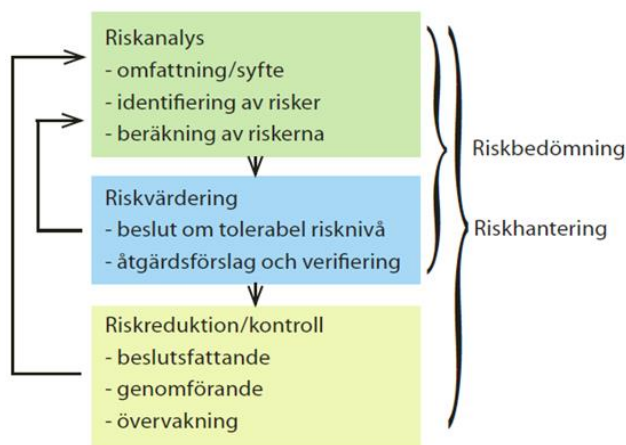 Riskanalys
- omfattning/syfte
- identifiering av risker
- beräkning av riskerna
Riskvärdering
- beslut om tolerabel risknivå
- åtgärdsförslag och verifiering
Riskreduktion/kontroll
- beslutsfattande
- genomförande
- övervakning
Riskbedömning
Riskhantering